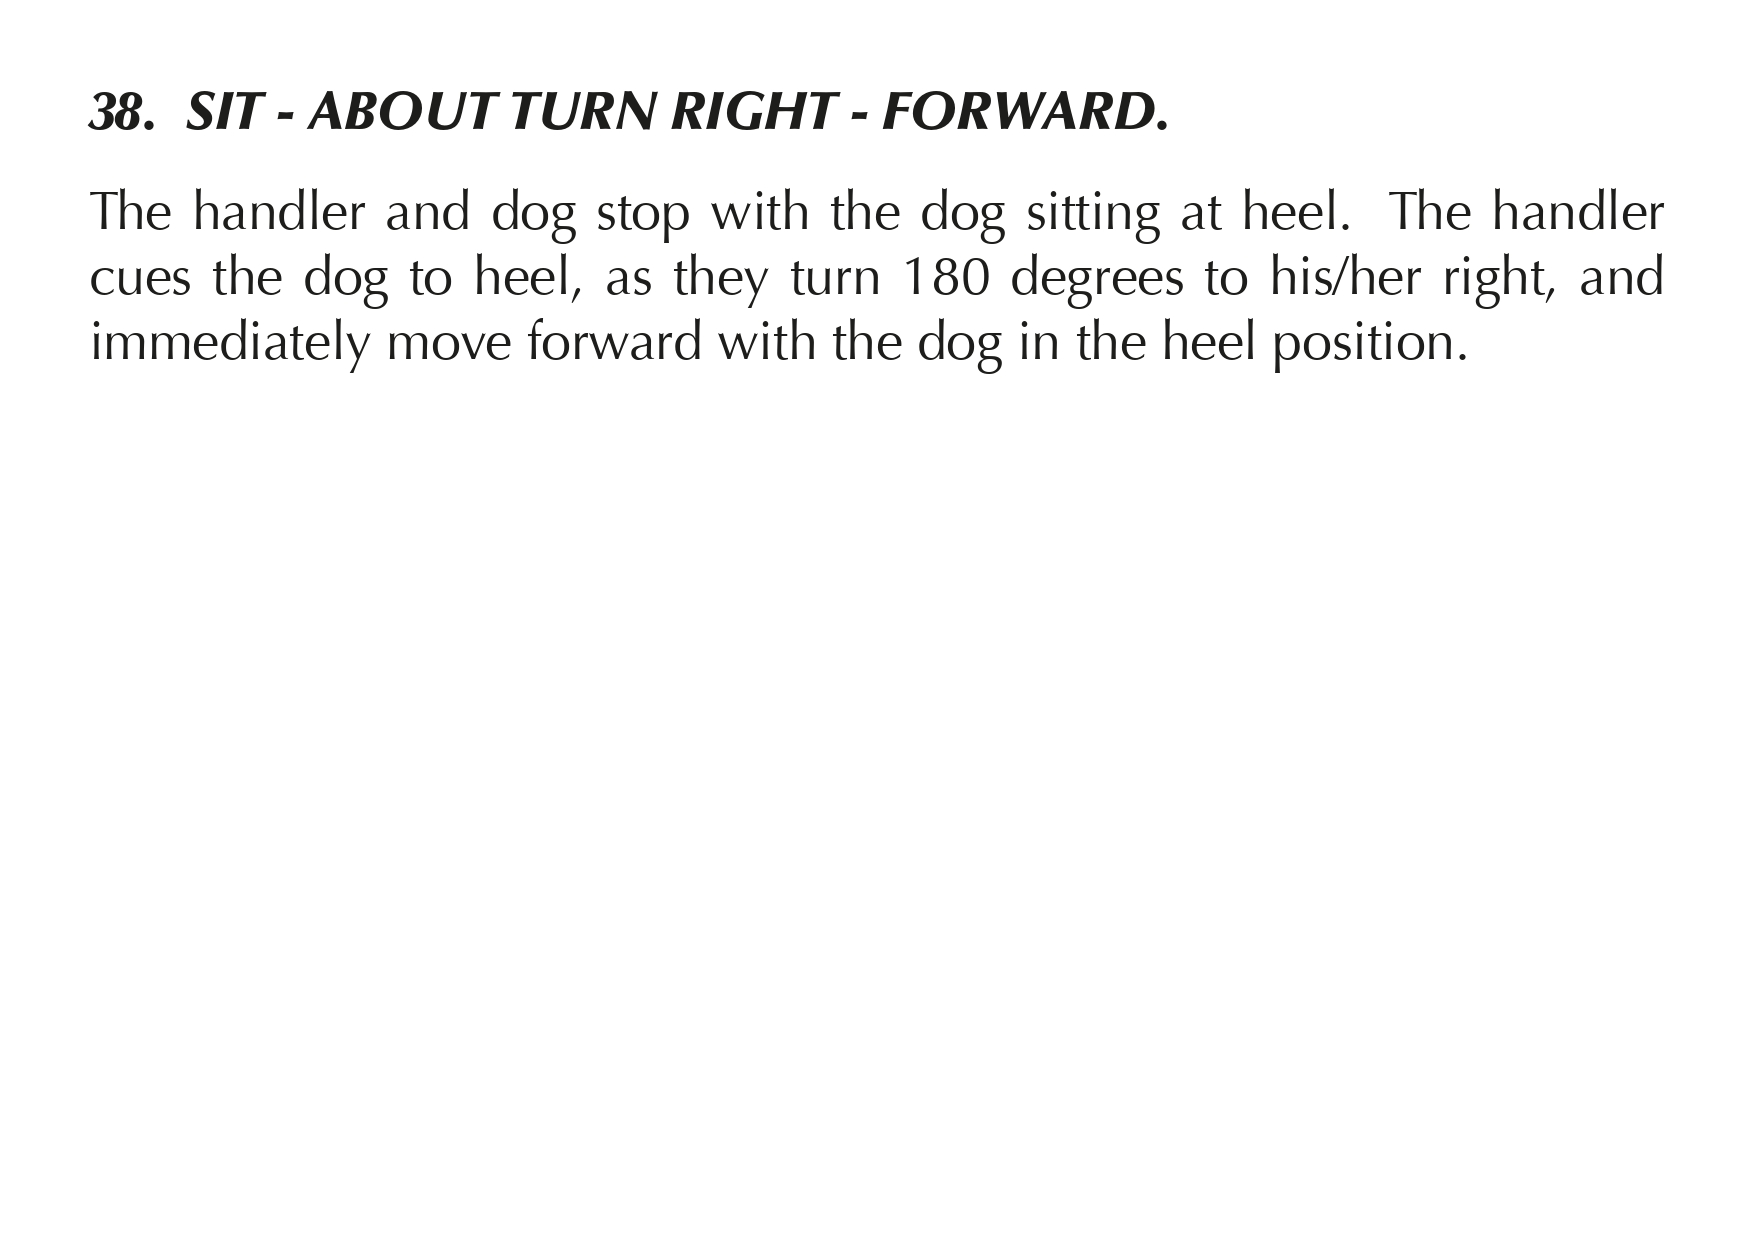 38.  SIT - ABOUT TURN RIGHT - FORWARD.
The handler and dog stop with the dog sitting at heel.  The handler
cues the dog to heel, as they turn 180 degrees to his/her right, and
immediately move forward with the dog in the heel position.